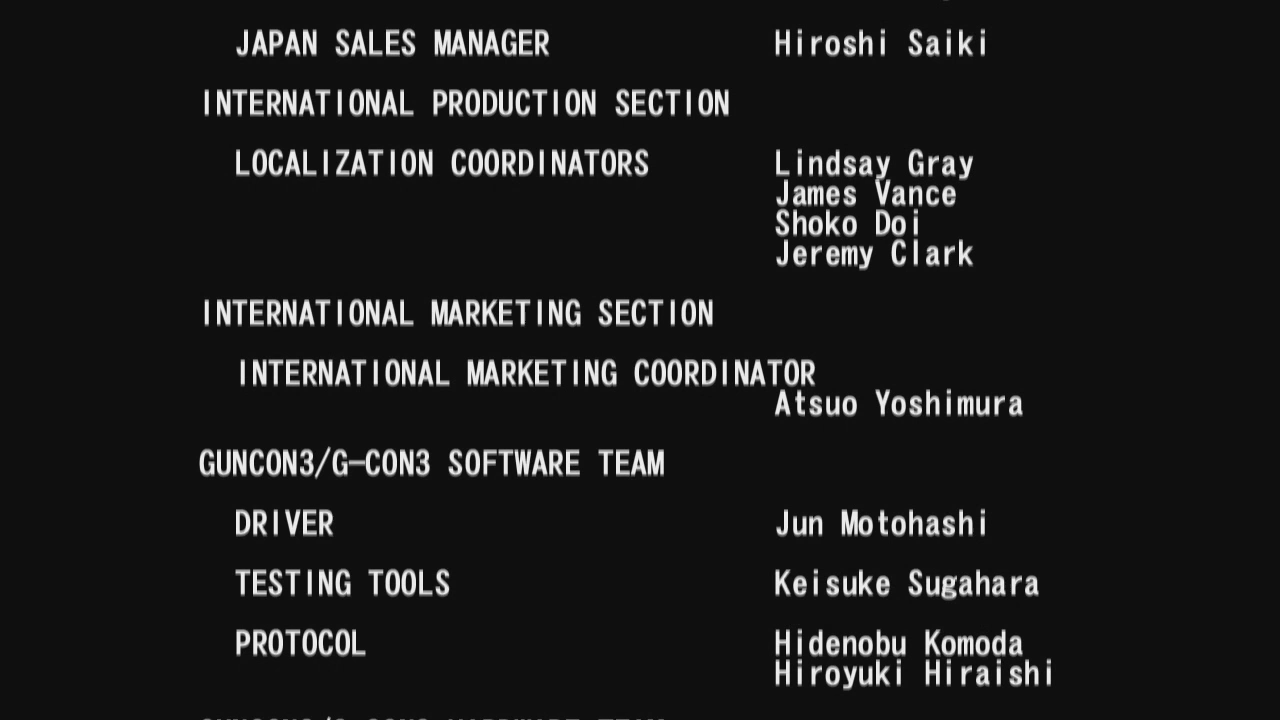 JAPAN SALES MANAGER Hiroshi Saiki
INTERNATIONAL PRODUCTION SECTION
LOCALIZATION COORDINATORS Lindsay Gray
James Vance
Shoko Doi
Jeremy Clark
INTERNATIONAL MARKETING SECTION
INTERNATIONAL MARKETING COORDINATOR
Atsuo Yoshimura
GUNCON3/G-CON3 SOFTWARE TEAM
DRIVER Jun Motohashi
TESTING TOOLS Keisuke Sugahara
PROTOCOL Hidenobu Komoda
Hiroyuki Hiraishi